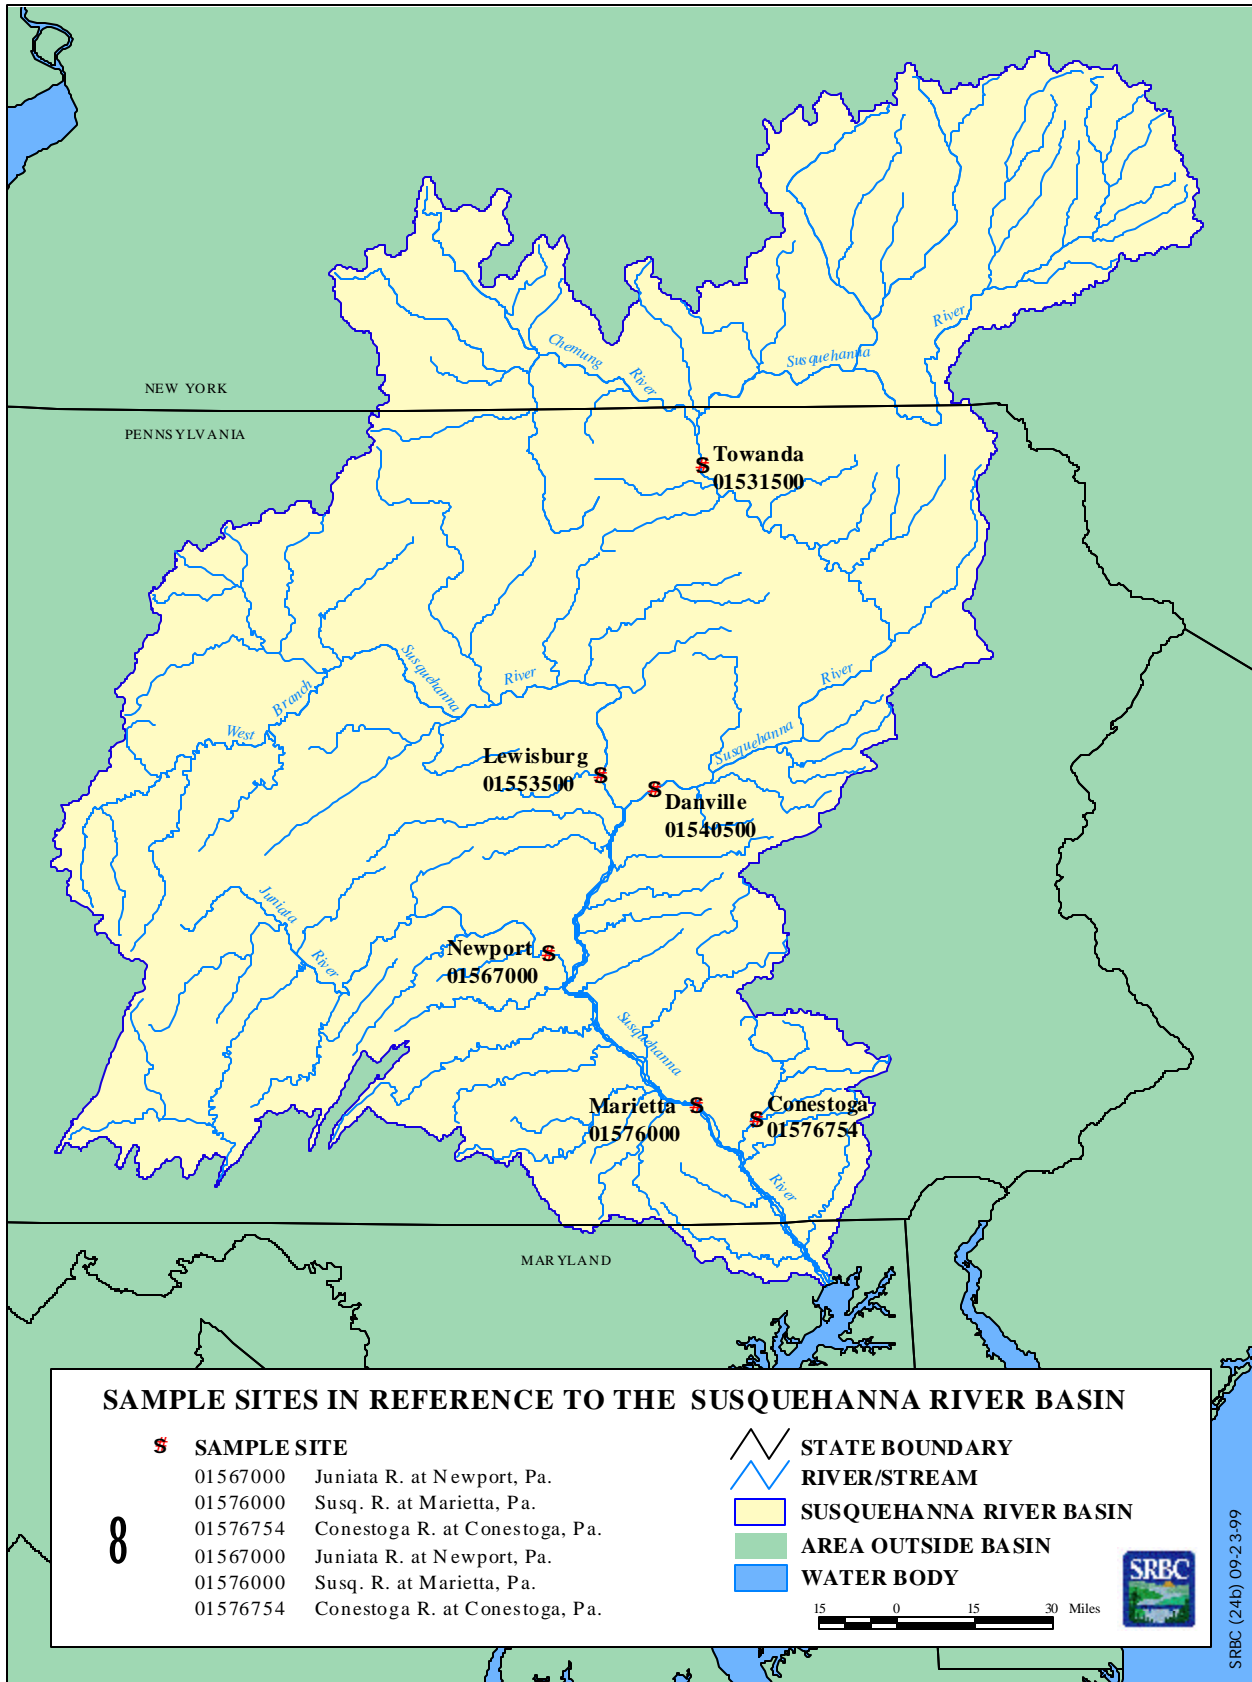 NEW YORK
PENNSYLVANIA
Chemung
River
Susquehanna
River
Towanda
01531500
West
Branch
Susquehanna
River
Susquehanna
River
Lewisburg
01553500
Danville
01540500
Juniata
River
Newport
01567000
Susquehanna
Marietta
01576000
Conestoga
01576754
River
MARYLAND
SAMPLE SITES IN REFERENCE TO THE SUSQUEHANNA RIVER BASIN
S SAMPLE SITE
01567000 Juniata R. at Newport, Pa.
01576000 Susq. R. at Marietta, Pa.
01576754 Conestoga R. at Conestoga, Pa.
01567000 Juniata R. at Newport, Pa.
01576000 Susq. R. at Marietta, Pa.
01576754 Conestoga R. at Conestoga, Pa.
8
STATE BOUNDARY
RIVER/STREAM
SUSQUEHANNA RIVER BASIN
AREA OUTSIDE BASIN
WATER BODY
15 0 15 30 Miles
SRBC
SRBC (24b) 09-23-99